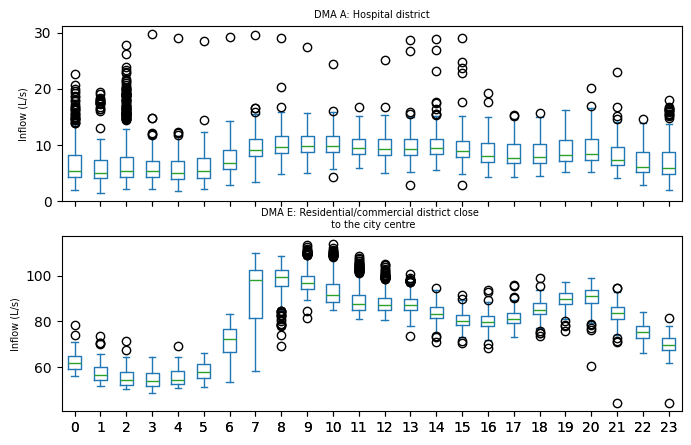 DMA A: Hospital district
30
20
10
0
Inflow (L/s)
DMA E: Residential/commercial district close
to the city centre
100
80
60
Inflow (L/s)
0 1 2 3 4 5 6 7 8 9 10 11 12 13 14 15 16 17 18 19 20 21 22 23